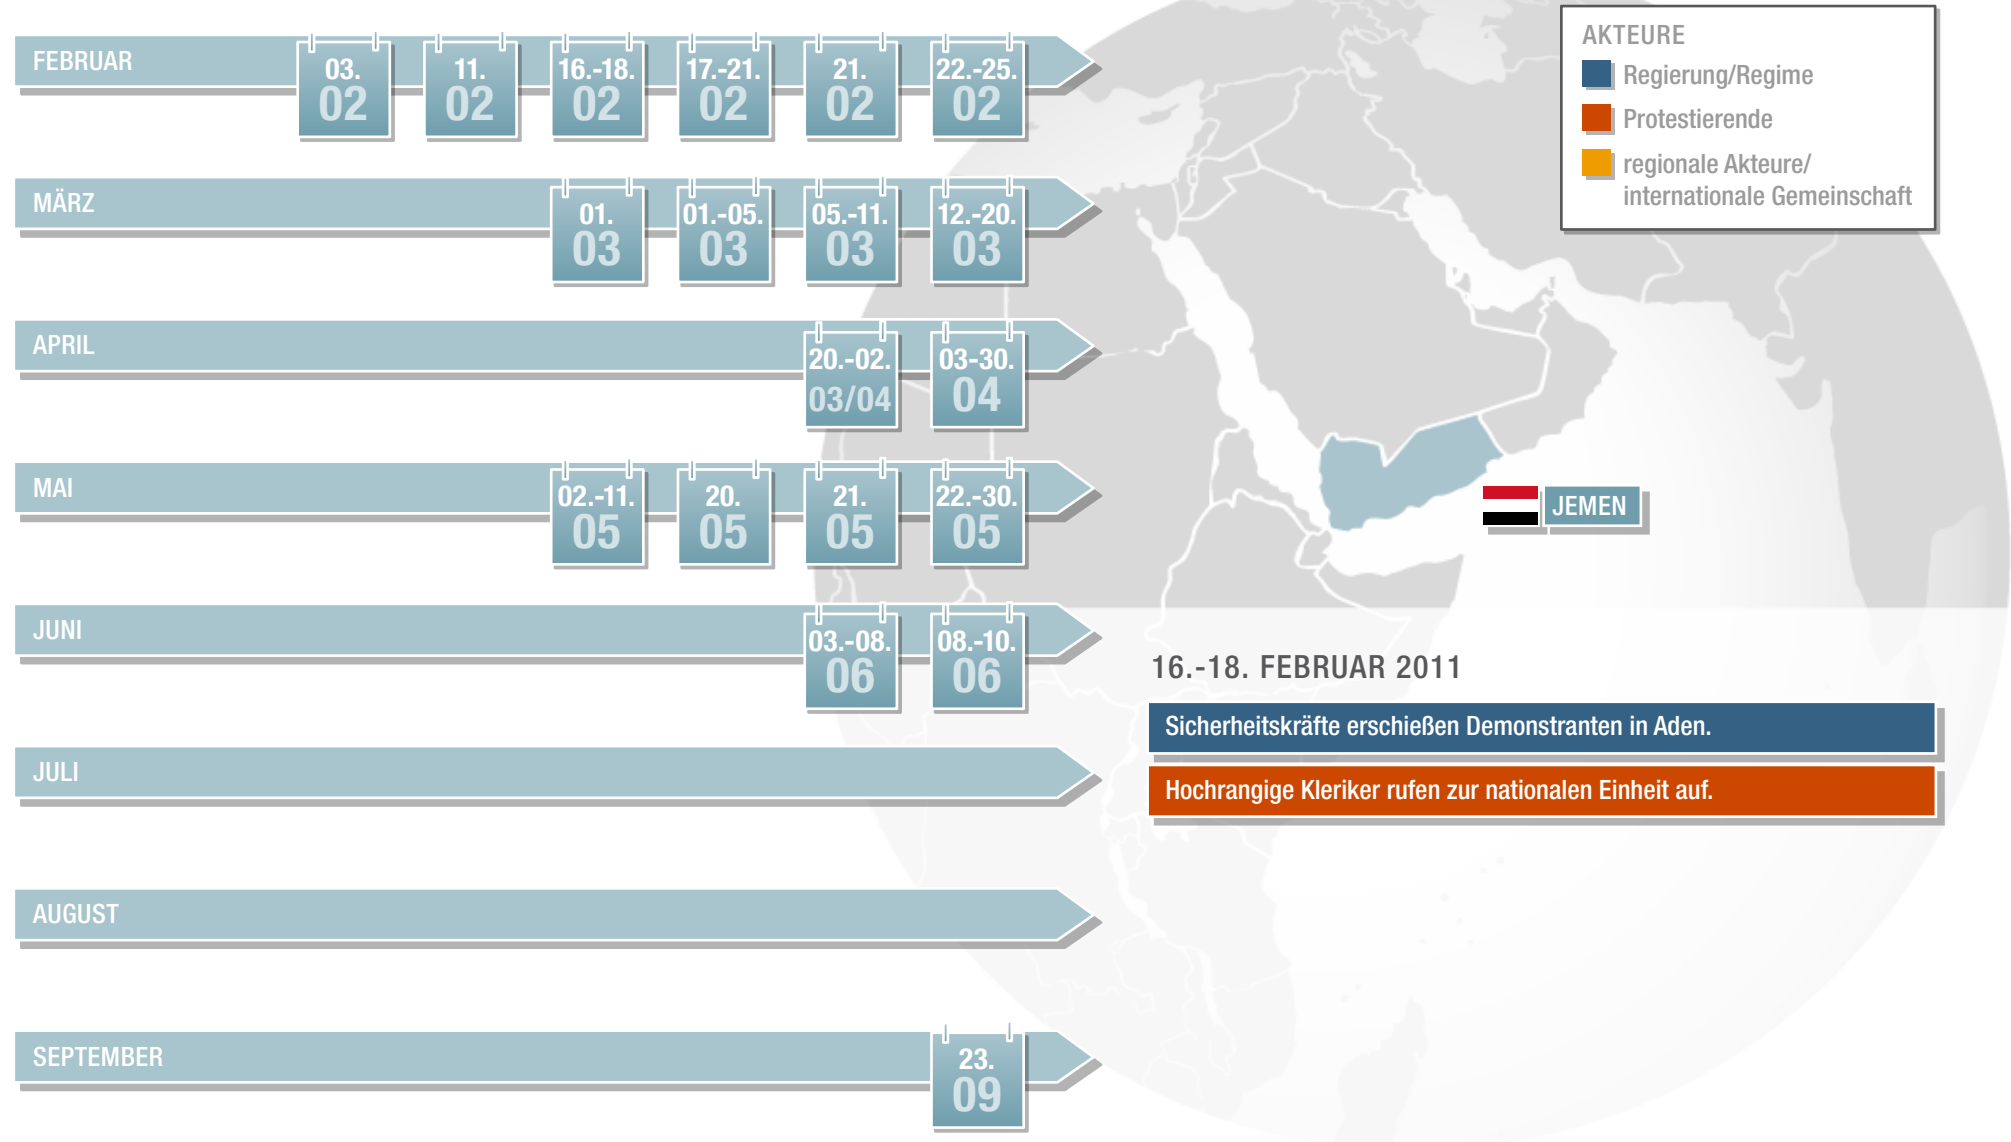 FEBRUAR
03.
02
11.
02
16.-18.
02
17.-21.
02
21.
02
22.-25.
02
MÄRZ
01.
03
01.-05.
03
05.-11.
03
12.-20.
03
APRIL
20.-02.
03/04
03-30.
04
MAI
02.-11.
05
20.
05
21.
05
22.-30.
05
JUNI
03.-08.
06
08.-10.
06
JULI
AUGUST
SEPTEMBER
23.
09
AKTEURE
Regierung/Regime
Protestierende
regionale Akteure/
internationale Gemeinschaft
JEMEN
16.-18. FEBRUAR 2011
Sicherheitskräfte erschießen Demonstranten in Aden.
Hochrangige Kleriker rufen zur nationalen Einheit auf.